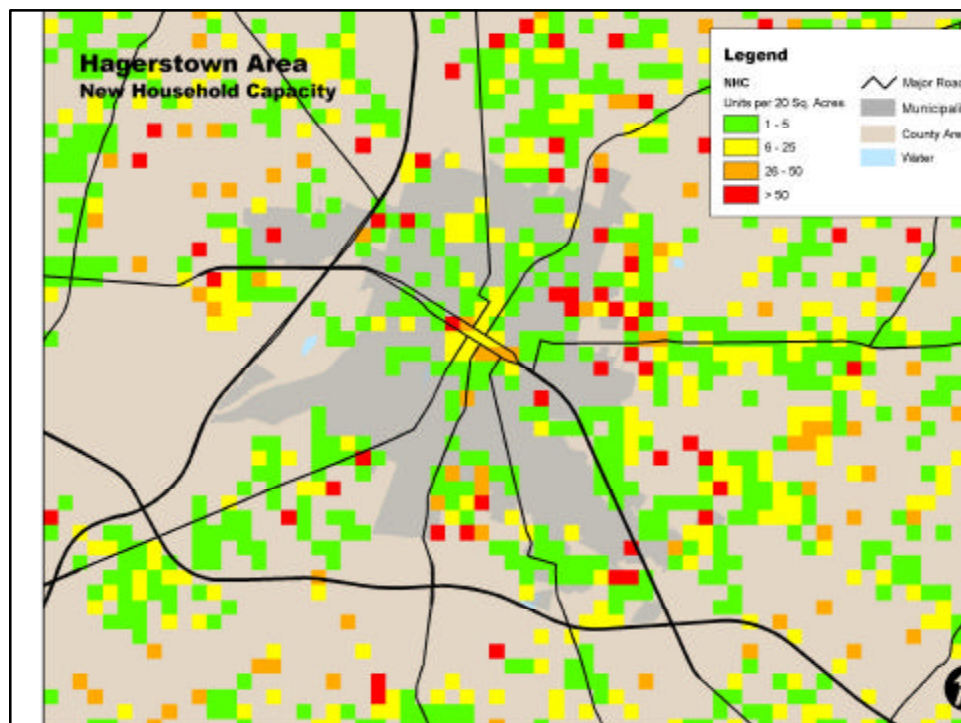 Hagerstown Area
New Household Capacity
Legend
NHC
Units per 20 Sq. Acres
1 - 5
6 - 25
26 - 50
> 50
Major Road
Municipali
County Are
Water